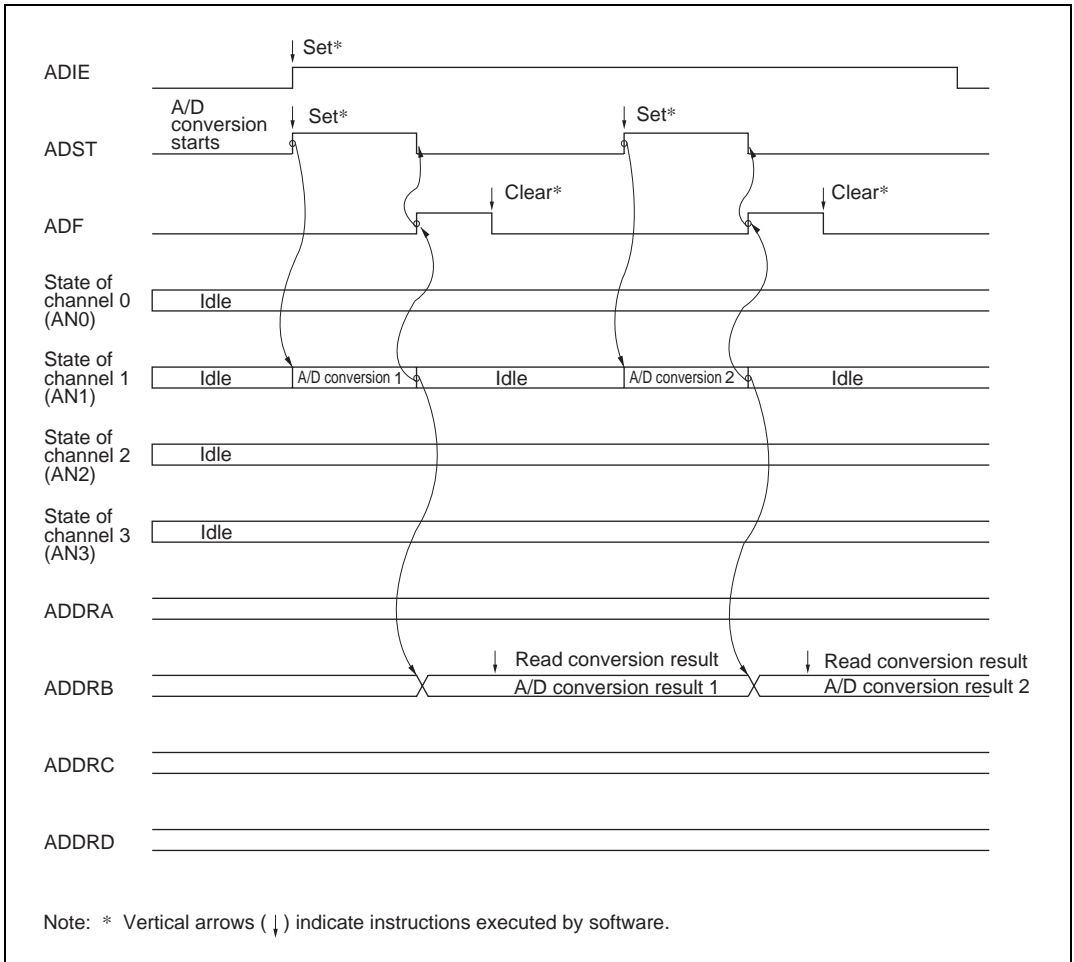 Set*
ADIE
A/D
conversion
starts
Set*
Set*
ADST
Clear*
Clear*
ADF
State of
channel 0
(AN0)
Idle
State of
channel 1
(AN1)
Idle
A/D conversion 1
Idle
A/D conversion 2
Idle
State of
channel 2
(AN2)
Idle
State of
channel 3
(AN3)
Idle
ADDRA
Read conversion result
Read conversion result
ADDRB
A/D conversion result 1
A/D conversion result 2
ADDRC
ADDRD
Note: * Vertical arrows (↓) indicate instructions executed by software.